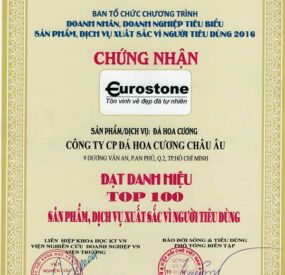 BAN TỔ CHỨC CHƯƠNG TRÌNH
DOANH NHÂN, DOANH NGHIỆP TIÊU BIỂU
SẢN PHẨM, DỊCH VỤ XUẤT SẮC VÌ NGƯỜI TIÊU DÙNG 2016
CHỨNG NHẬN
Eurostone
Tôn vinh vẻ đẹp đá tự nhiên
SẢN PHẨM/DỊCH VỤ: ĐÁ HOA CƯƠNG
CÔNG TY CP ĐÁ HOA CƯƠNG CHÂU ÂU
9 DƯƠNG VĂN AN, P.AN PHÚ, Q.2, TP.HỒ CHÍ MINH
ĐẠT DANH HIỆU
TOP 100
SẢN PHẨM, DỊCH VỤ XUẤT SẮC VÌ NGƯỜI TIÊU DÙNG
LIÊN HIỆP KHOA HỌC KT VN
VIỆN NGHIÊN CỨU DOANH NGHIỆP VN
VIỆN TRƯỞNG
BÁO ĐỜI SỐNG & TIÊU DÙNG
PHÓ TỔNG BIÊN TẬP